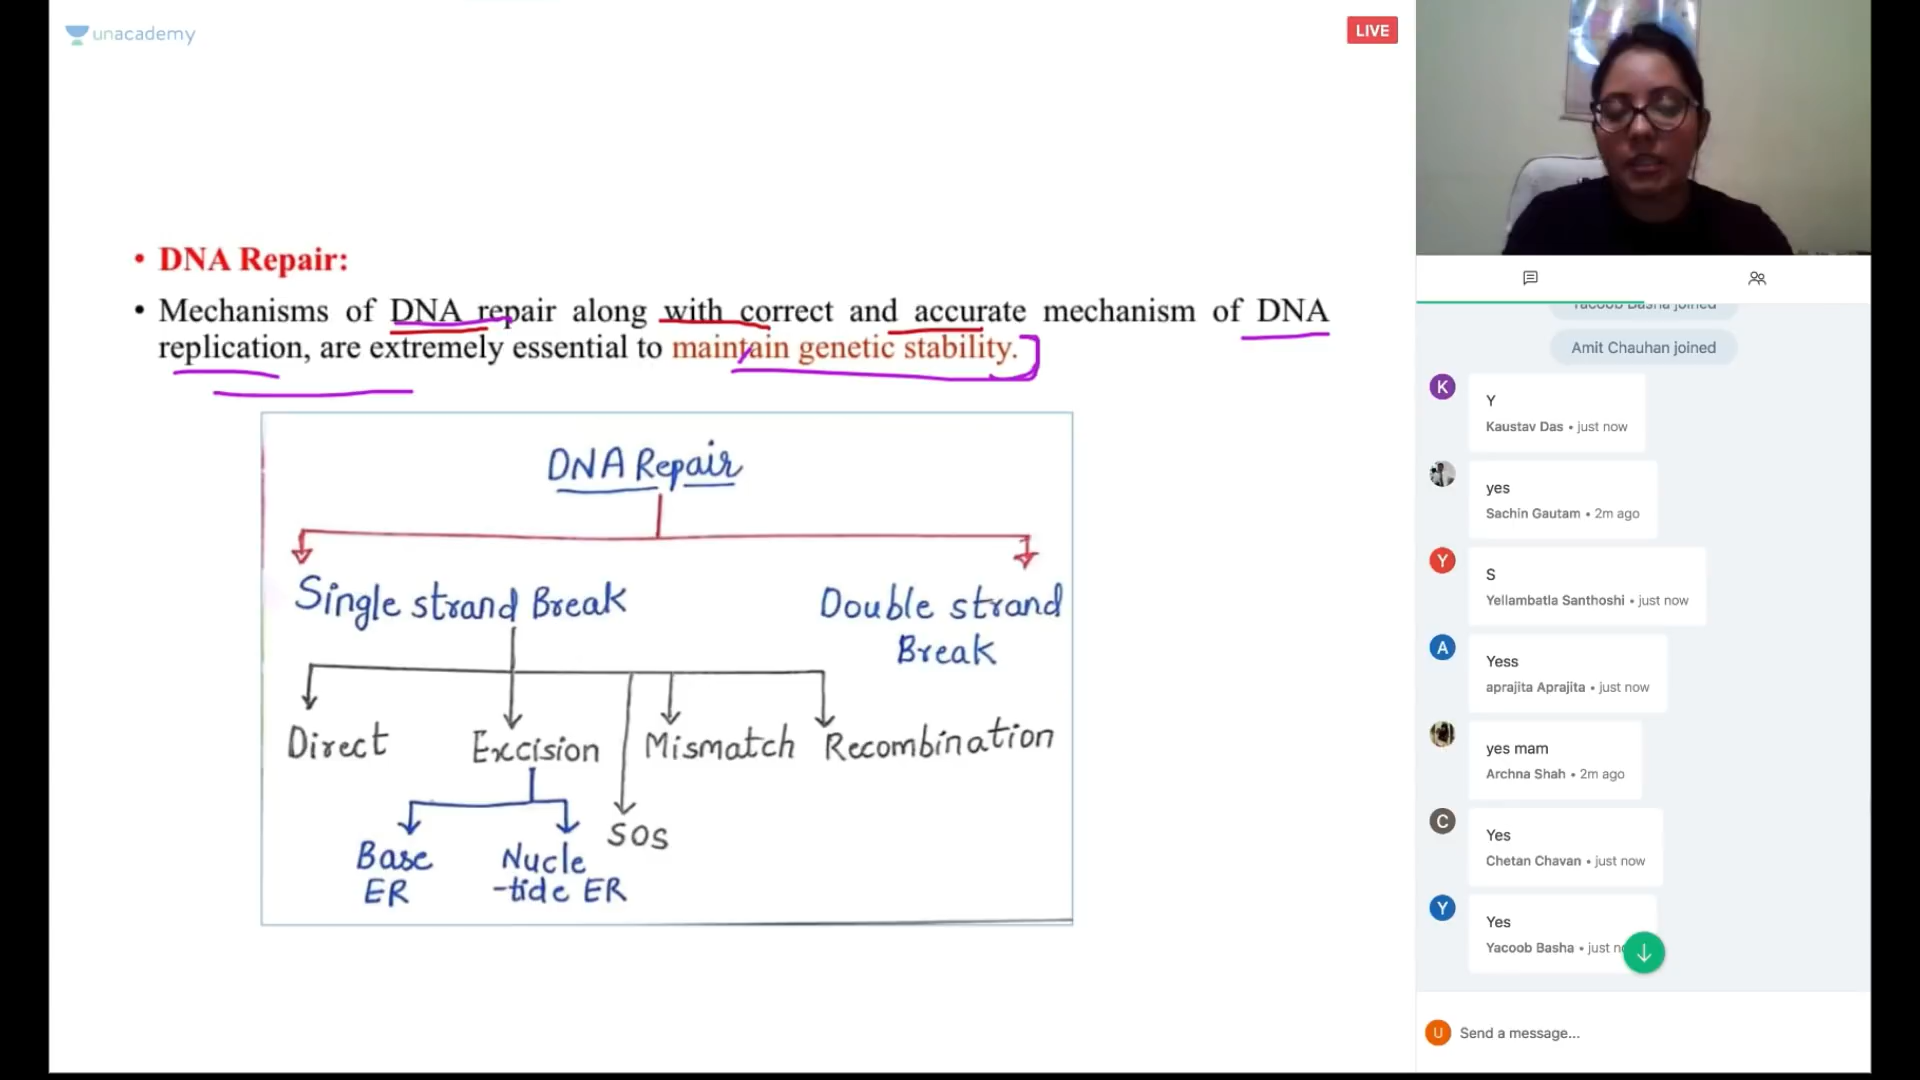 unacademy
LIVE
• DNA Repair:
• Mechanisms of DNA repair along with correct and accurate mechanism of DNA
replication, are extremely essential to maintain genetic stability.
DNA Repair
Single strand Break
Double strand
Break
Direct
Excision
Mismatch
Recombination
SOS
Base
ER
Nucle
-tide ER
Yacoob Basha joined
Amit Chauhan joined
K
Y
Kaustav Das • just now
yes
Sachin Gautam • 2m ago
Y
S
Yellambatla Santhoshi • just now
A
Yess
aprajita Aprajita • just now
yes mam
Archna Shah • 2m ago
C
Yes
Chetan Chavan • just now
Y
Yes
Yacoob Basha • just
U
Send a message...